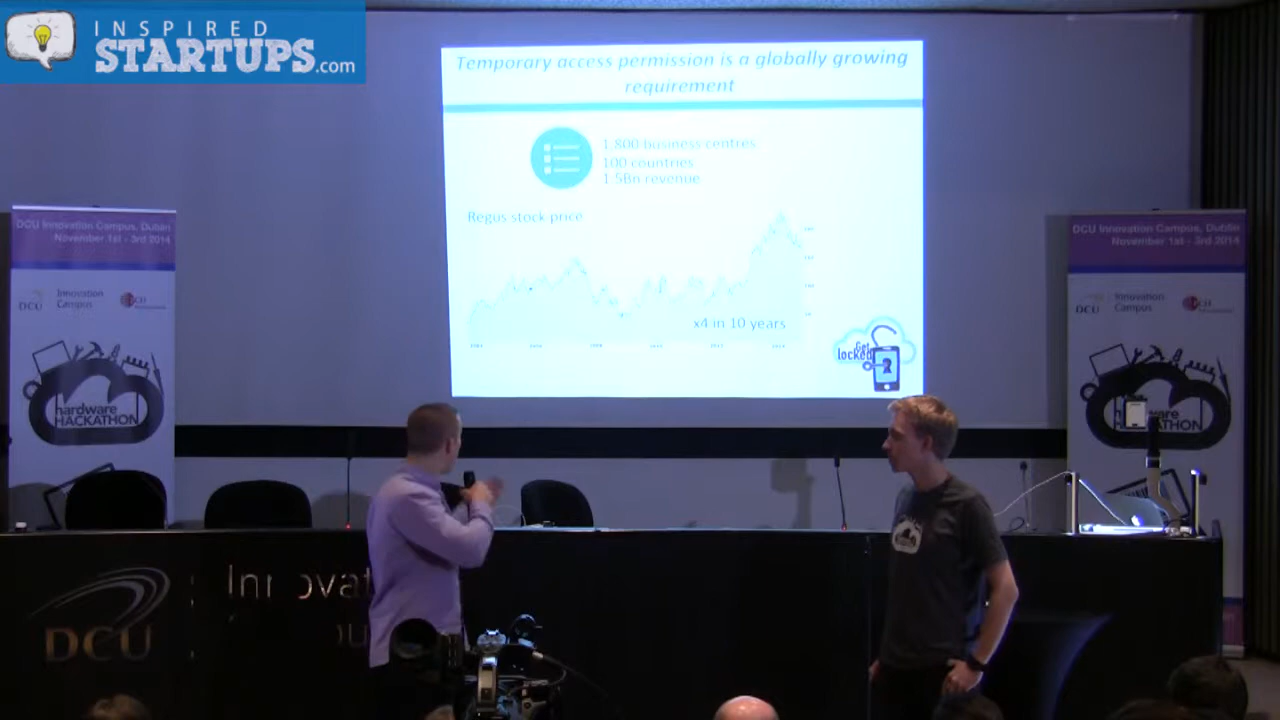 INSPIRED
STARTUPS.com
Temporary access permission is a globally growing
requirement
1,800 business centres
100 countries
1.5Bn revenue
Regus stock price
x4 in 10 years
Get
locked
DCU Innovation Campus, Dublin
November 1st - 3rd 2014
DCU
Innovation
Campus
hardware
HACKATHON
DCU Innovation Campus, Dublin
November 1st - 3rd 2014
DCU
Innovation
Campus
ware
ATHON
DCU